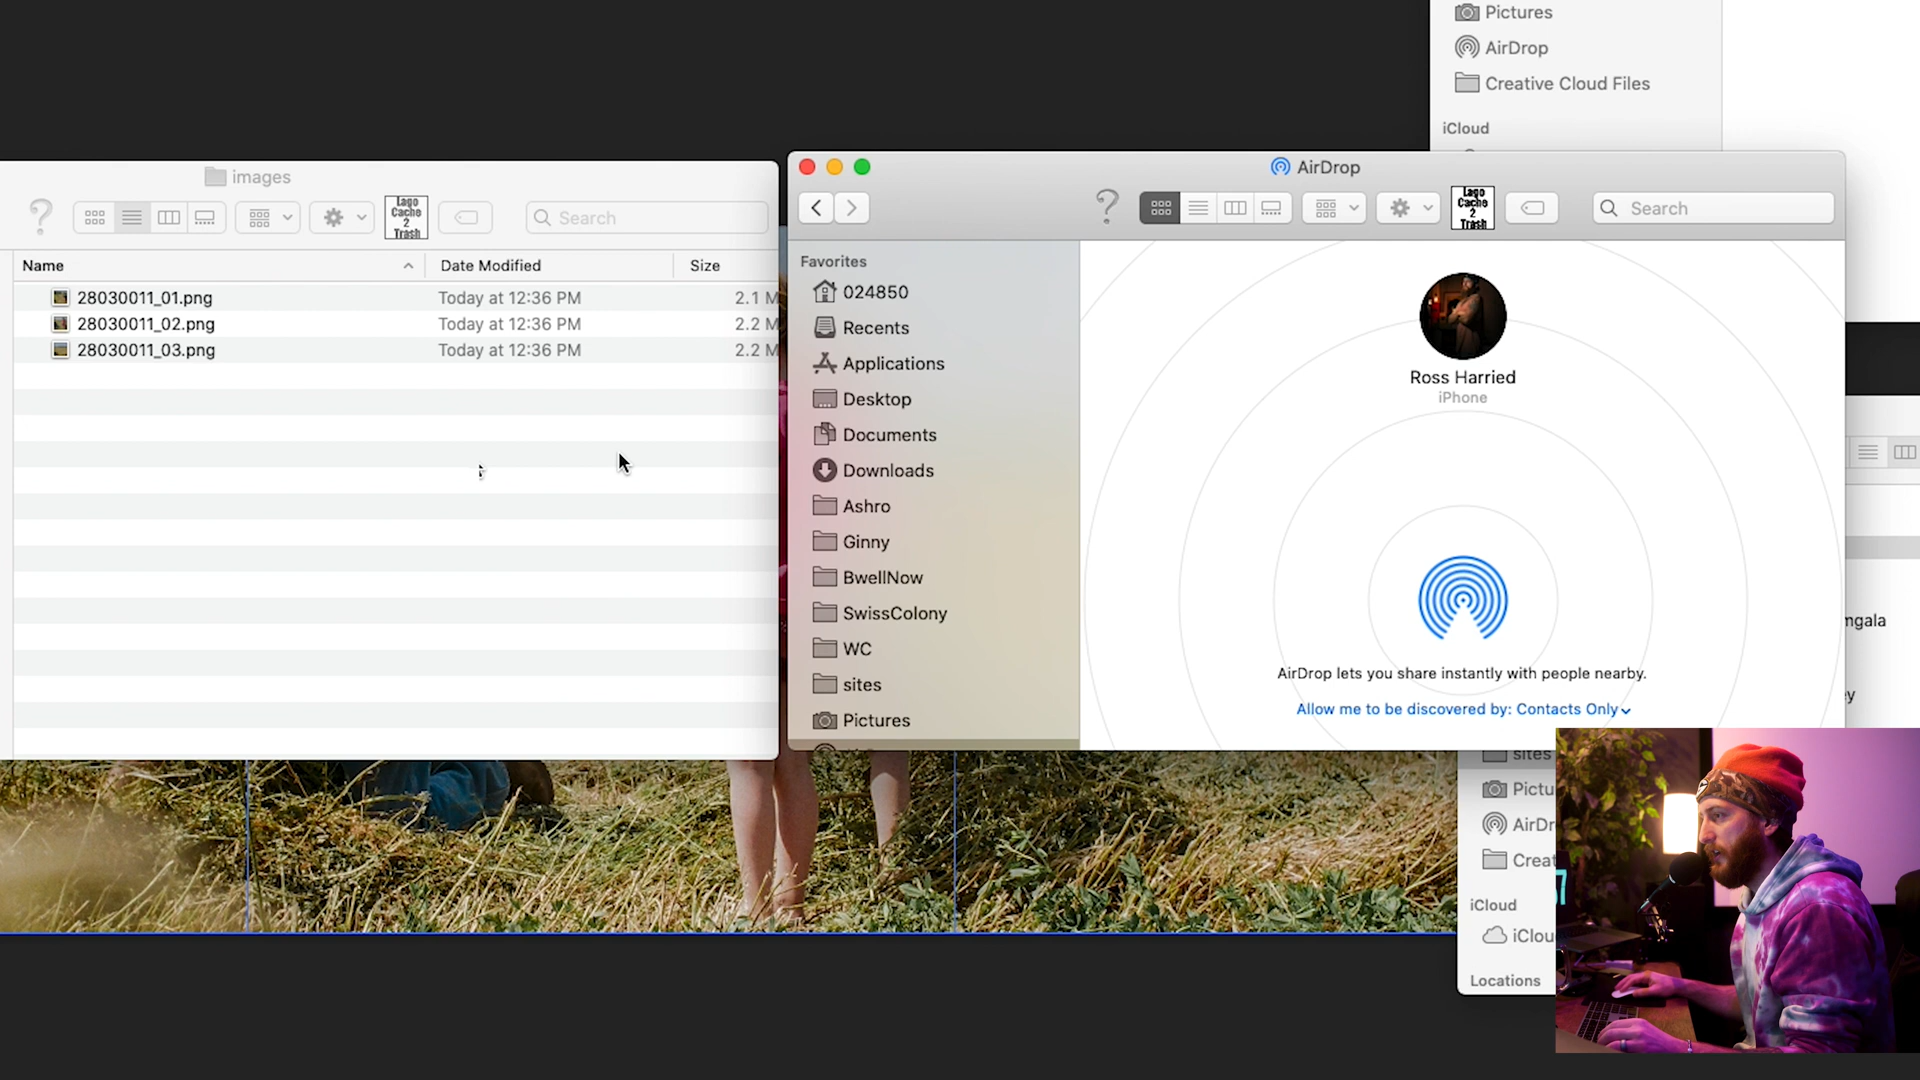 Pictures
AirDrop
Creative Cloud Files
iCloud
images
Lago
Cache
2
Trash
Search
Name
Date Modified
Size
28030011_01.png
Today at 12:36 PM
2.1 M
28030011_02.png
Today at 12:36 PM
2.2 M
28030011_03.png
Today at 12:36 PM
2.2 M
AirDrop
Lago
Cache
2
Trash
Search
Favorites
024850
Recents
Applications
Desktop
Documents
Downloads
Ashro
Ginny
BwellNow
SwissColony
WC
sites
Pictures
Ross Harried
iPhone
AirDrop lets you share instantly with people nearby.
Allow me to be discovered by: Contacts Only
ngala
sites
Pictu
AirDr
Creat
iCloud
iClou
Locations